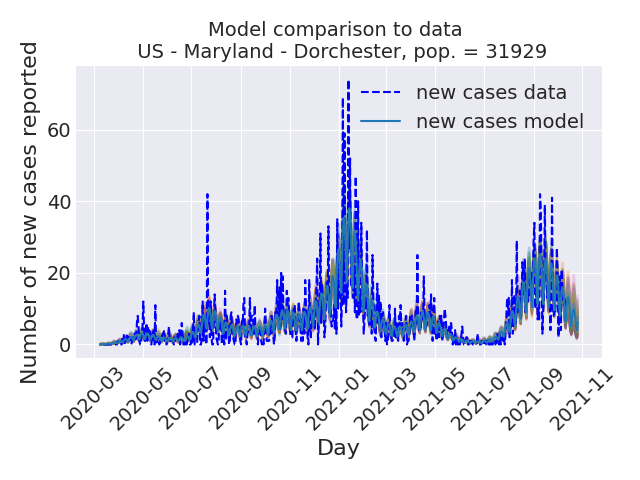 Model comparison to data
US - Maryland - Dorchester, pop. = 31929
new cases data
new cases model
Number of new cases reported
60
40
20
0
2020-03
2020-05
2020-07
2020-09
2020-11
2021-01
2021-03
2021-05
2021-07
2021-09
2021-11
Day